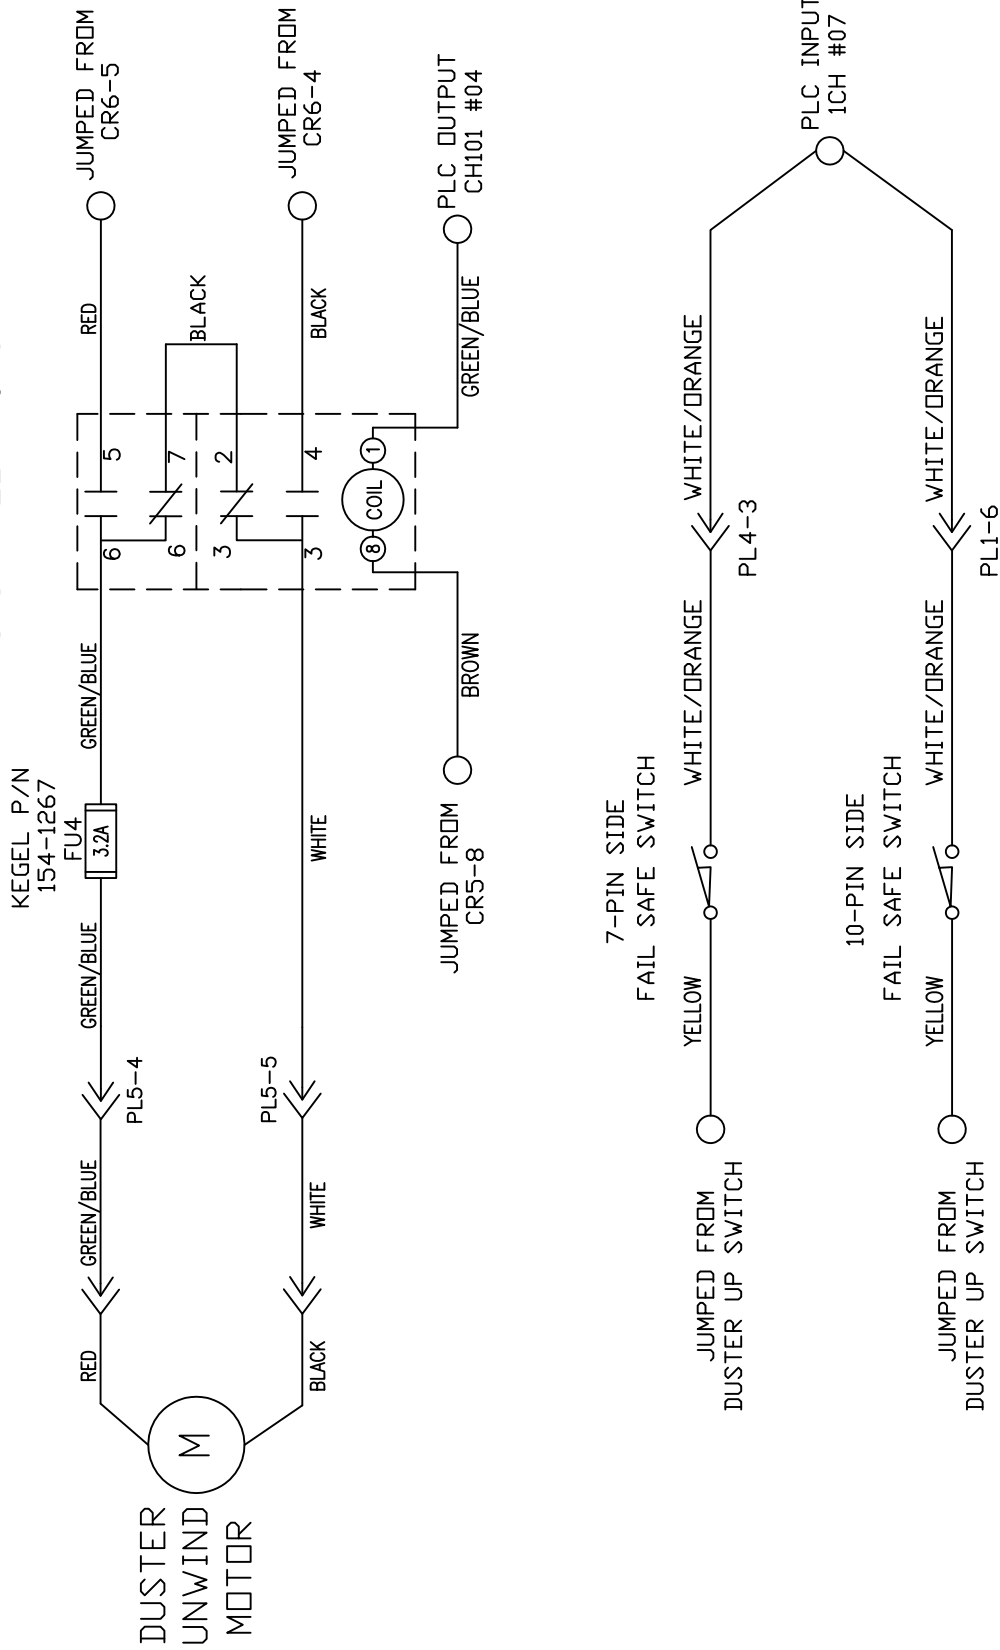 KEGEL P/N
154-1267
FU4
3.2A
DUSTER
UNWIND
MOTOR
M
RED
GREEN/BLUE
PL5-4
GREEN/BLUE
GREEN/BLUE
6
5
RED
JUMPED FROM
CR6-5
6
7
BLACK
3
2
BLACK
WHITE
PL5-5
WHITE
3
4
BLACK
JUMPED FROM
CR6-4
8
COIL
1
JUMPED FROM
CR5-8
BROWN
GREEN/BLUE
PLC OUTPUT
CH101 #04
7-PIN SIDE
FAIL SAFE SWITCH
JUMPED FROM
DUSTER UP SWITCH
YELLOW
WHITE/ORANGE
PL4-3
WHITE/ORANGE
PLC INPUT
1CH #07
10-PIN SIDE
FAIL SAFE SWITCH
JUMPED FROM
DUSTER UP SWITCH
YELLOW
WHITE/ORANGE
PL1-6
WHITE/ORANGE